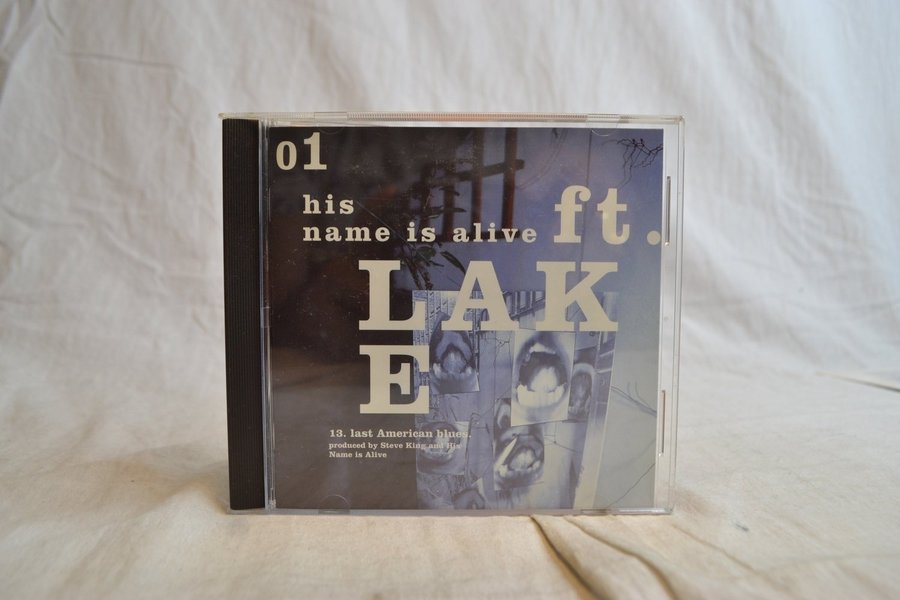 01
his
name is alive ft.
LAK
E
13. last American blues.
produced by Steve King and His
Name is Alive